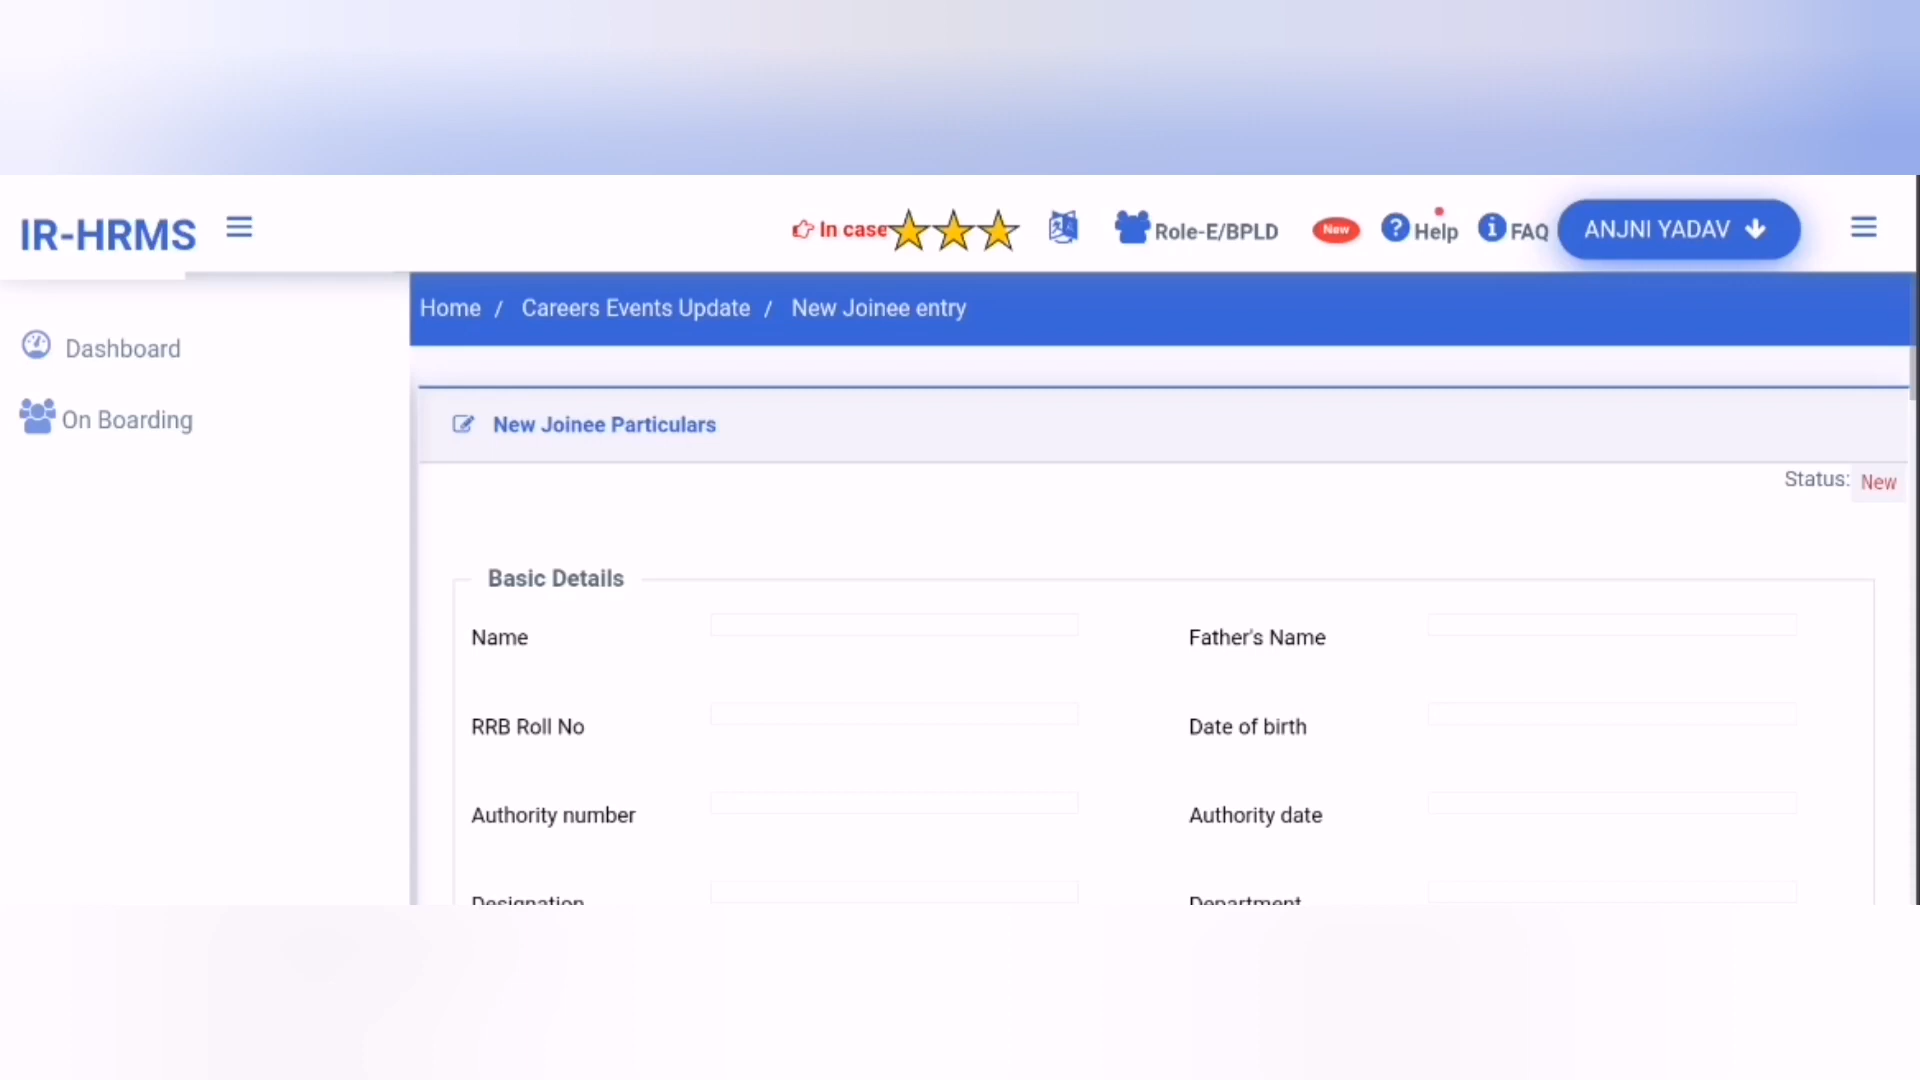 IR-HRMS
In case
Role-E/BPLD
New
Help
FAQ
ANJNI YADAV
Home / Careers Events Update / New Joinee entry
Dashboard
On Boarding
New Joinee Particulars
Status: New
Basic Details
Name
Father's Name
RRB Roll No
Date of birth
Authority number
Authority date
Designation
Department